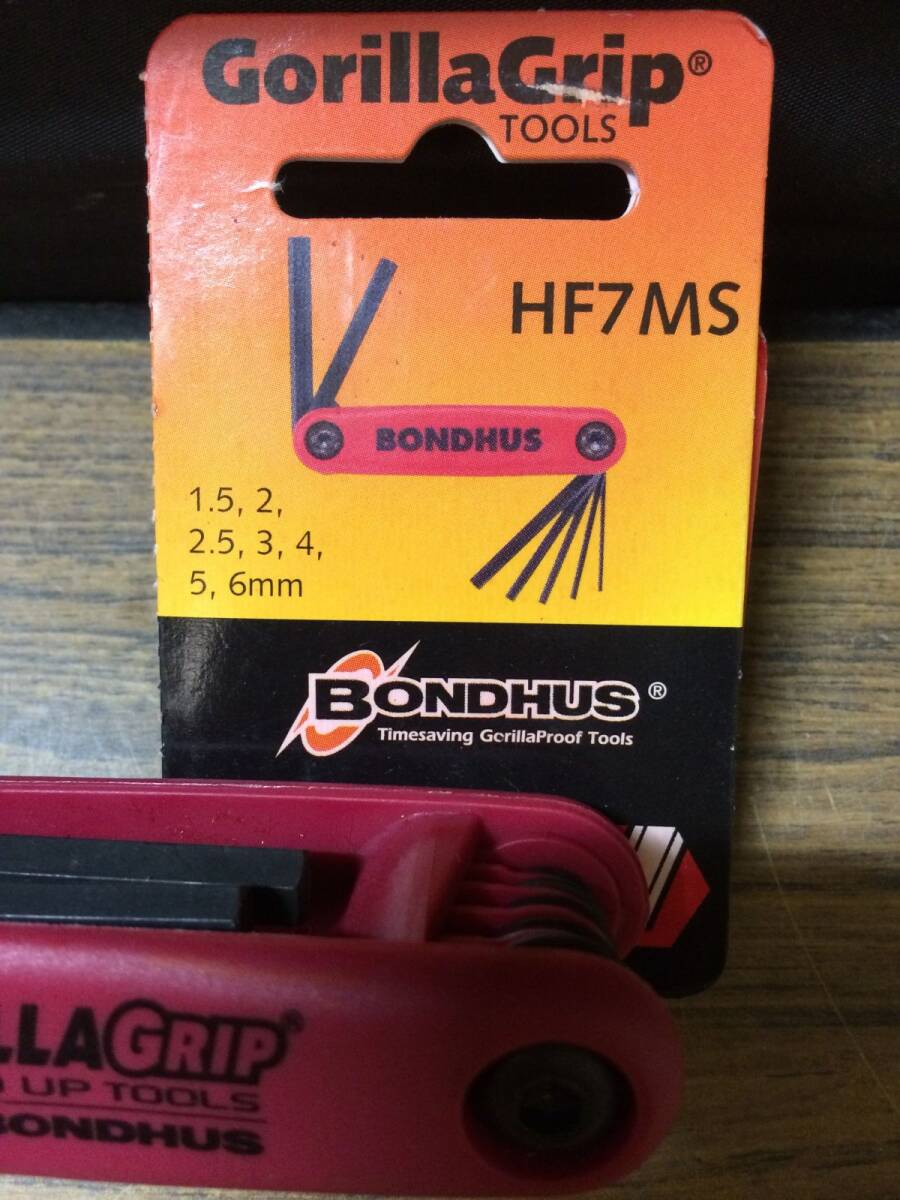 GorillaGrip®
TOOLS
HF7MS
BONDHUS
1.5, 2,
2.5, 3, 4,
5, 6mm
BONDHUS®
Timesaving GorillaProof Tools
LLAGRIP®
UP TOOLS
BONDHUS